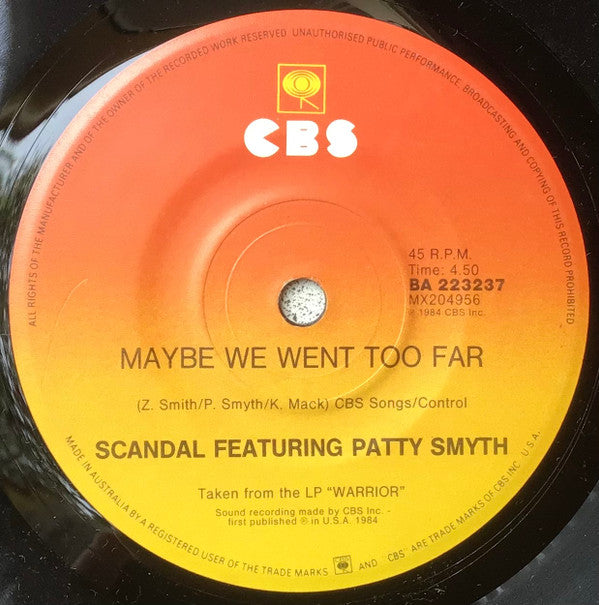 ALL RIGHTS OF THE MANUFACTURER AND OF THE OWNER OF THE RECORDED WORK RESERVED UNAUTHORISED PUBLIC PERFORMANCE, BROADCASTING AND COPYING OF THIS RECORD PROHIBITED
CBS
45 R.P.M.
Time: 4.50
BA 223237
MX204956
℗ 1984 CBS Inc.
MAYBE WE WENT TOO FAR
(Z. Smith/P. Smyth/K. Mack) CBS Songs/Control
SCANDAL FEATURING PATTY SMYTH
Taken from the LP "WARRIOR"
Sound recording made by CBS Inc. -
first published ℗ in U.S.A. 1984
MADE IN AUSTRALIA BY A REGISTERED USER OF THE TRADE MARKS AND "CBS" ARE TRADE MARKS OF CBS INC. U.S.A.